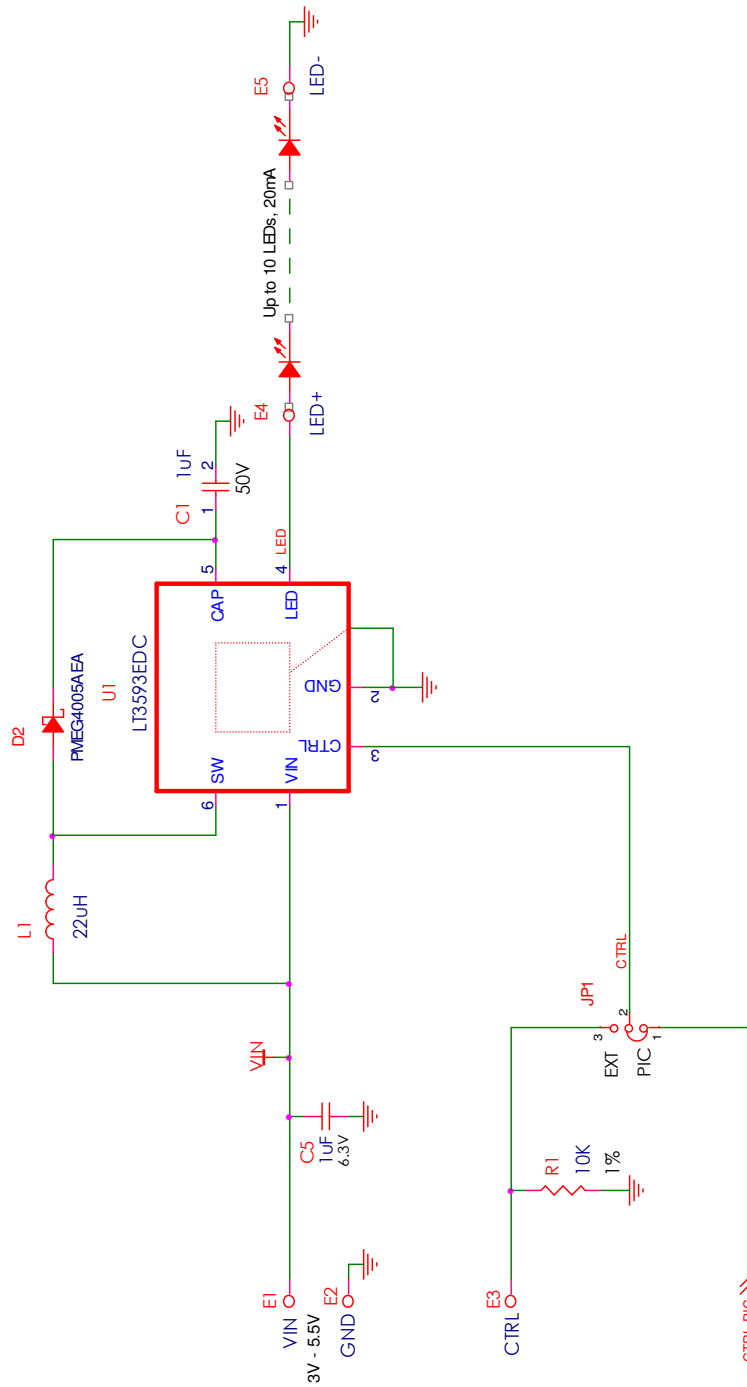 E1
VIN
3V - 5.5V
E2
GND
C5
1uF
6.3V
VIN
L1
22uH
D2
PMEG4005AEA
U1
LT3593EDC
6
SW
1
VIN
CAP
5
LED
4
GND
2
CTRL
3
LED
C1
1uF
1
2
50V
E4
LED+
Up to 10 LEDs, 20mA
E5
LED-
E3
CTRL
R1
10K
1%
JP1
3
EXT
2
CTRL
PIC
1
CTRL_PIC